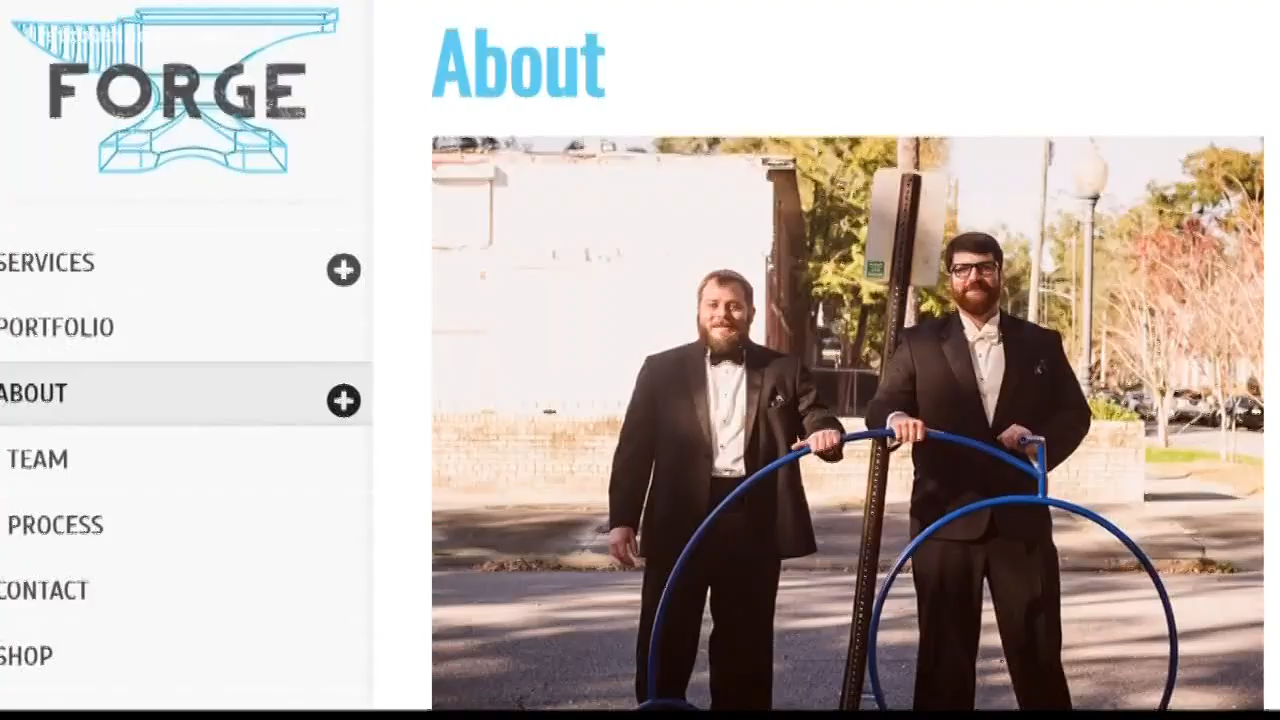 FORGE
SERVICES
PORTFOLIO
ABOUT
TEAM
PROCESS
CONTACT
SHOP
About